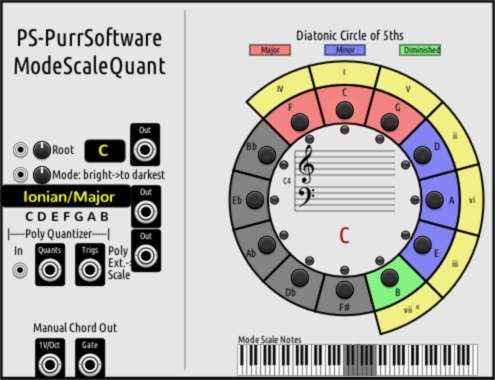 PS-PurrSoftware
ModeScaleQuant
Root
C
Out
Mode: bright->to darkest
Ionian/Major
Out
C D E F G A B
|-----Poly Quantizer-----|
In
Quants
Trigs
Poly
Ext.->
Scale
Out
Manual Chord Out
1V/Oct
Gate
Diatonic Circle of 5ths
Major
Minor
Diminished
I
V
ii
vi
iii
vii °
IV
C
G
D
A
E
B
F#
Db
Ab
Eb
Bb
F
C4
C
Mode Scale Notes